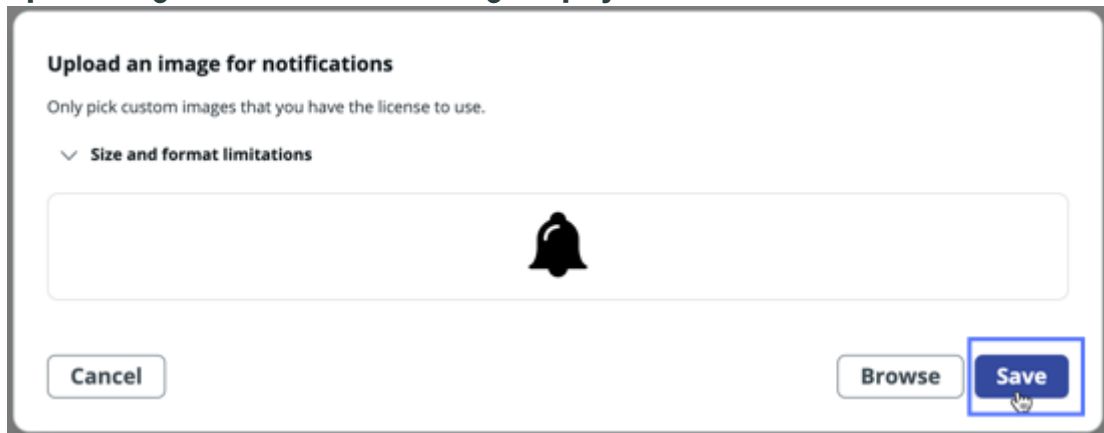 Upload an image for notifications
Only pick custom images that you have the license to use.
Size and format limitations
Cancel
Browse
Save